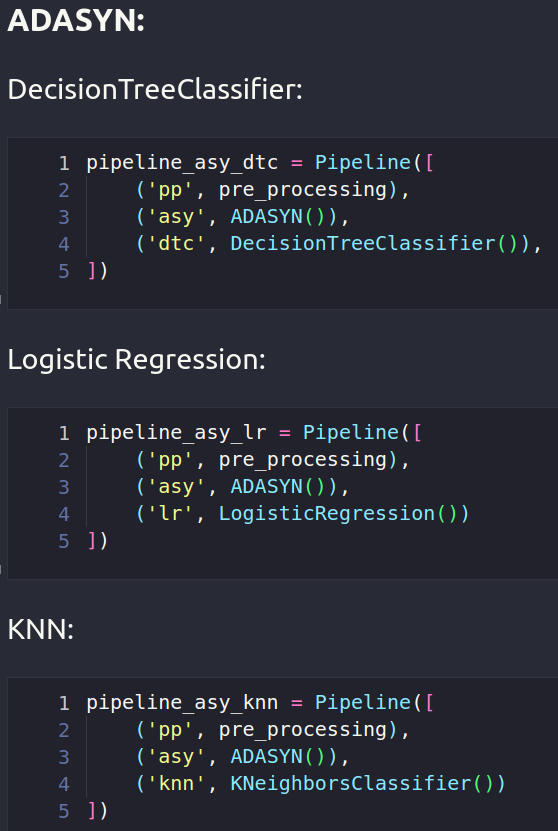 ADASYN:
DecisionTreeClassifier:
1 pipeline_asy_dtc = Pipeline([
2     ('pp', pre_processing),
3     ('asy', ADASYN()),
4     ('dtc', DecisionTreeClassifier()),
5 ])
Logistic Regression:
1 pipeline_asy_lr = Pipeline([
2     ('pp', pre_processing),
3     ('asy', ADASYN()),
4     ('lr', LogisticRegression())
5 ])
KNN:
1 pipeline_asy_knn = Pipeline([
2     ('pp', pre_processing),
3     ('asy', ADASYN()),
4     ('knn', KNeighborsClassifier())
5 ])